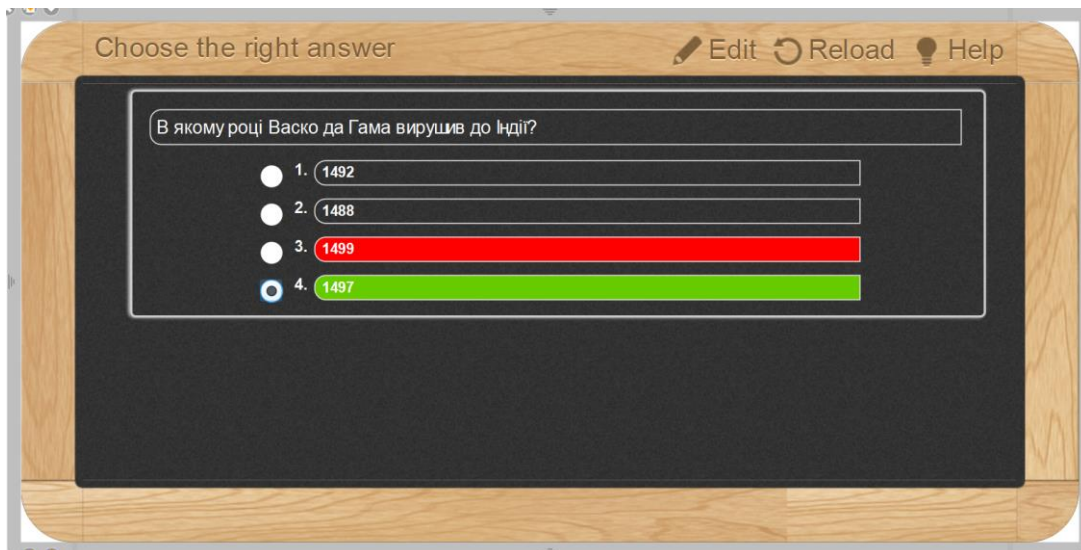 Choose the right answer Edit Reload Help
В якому році Васко да Гама вирушив до Індії?
1. 1492
2. 1488
3. 1499
4. 1497